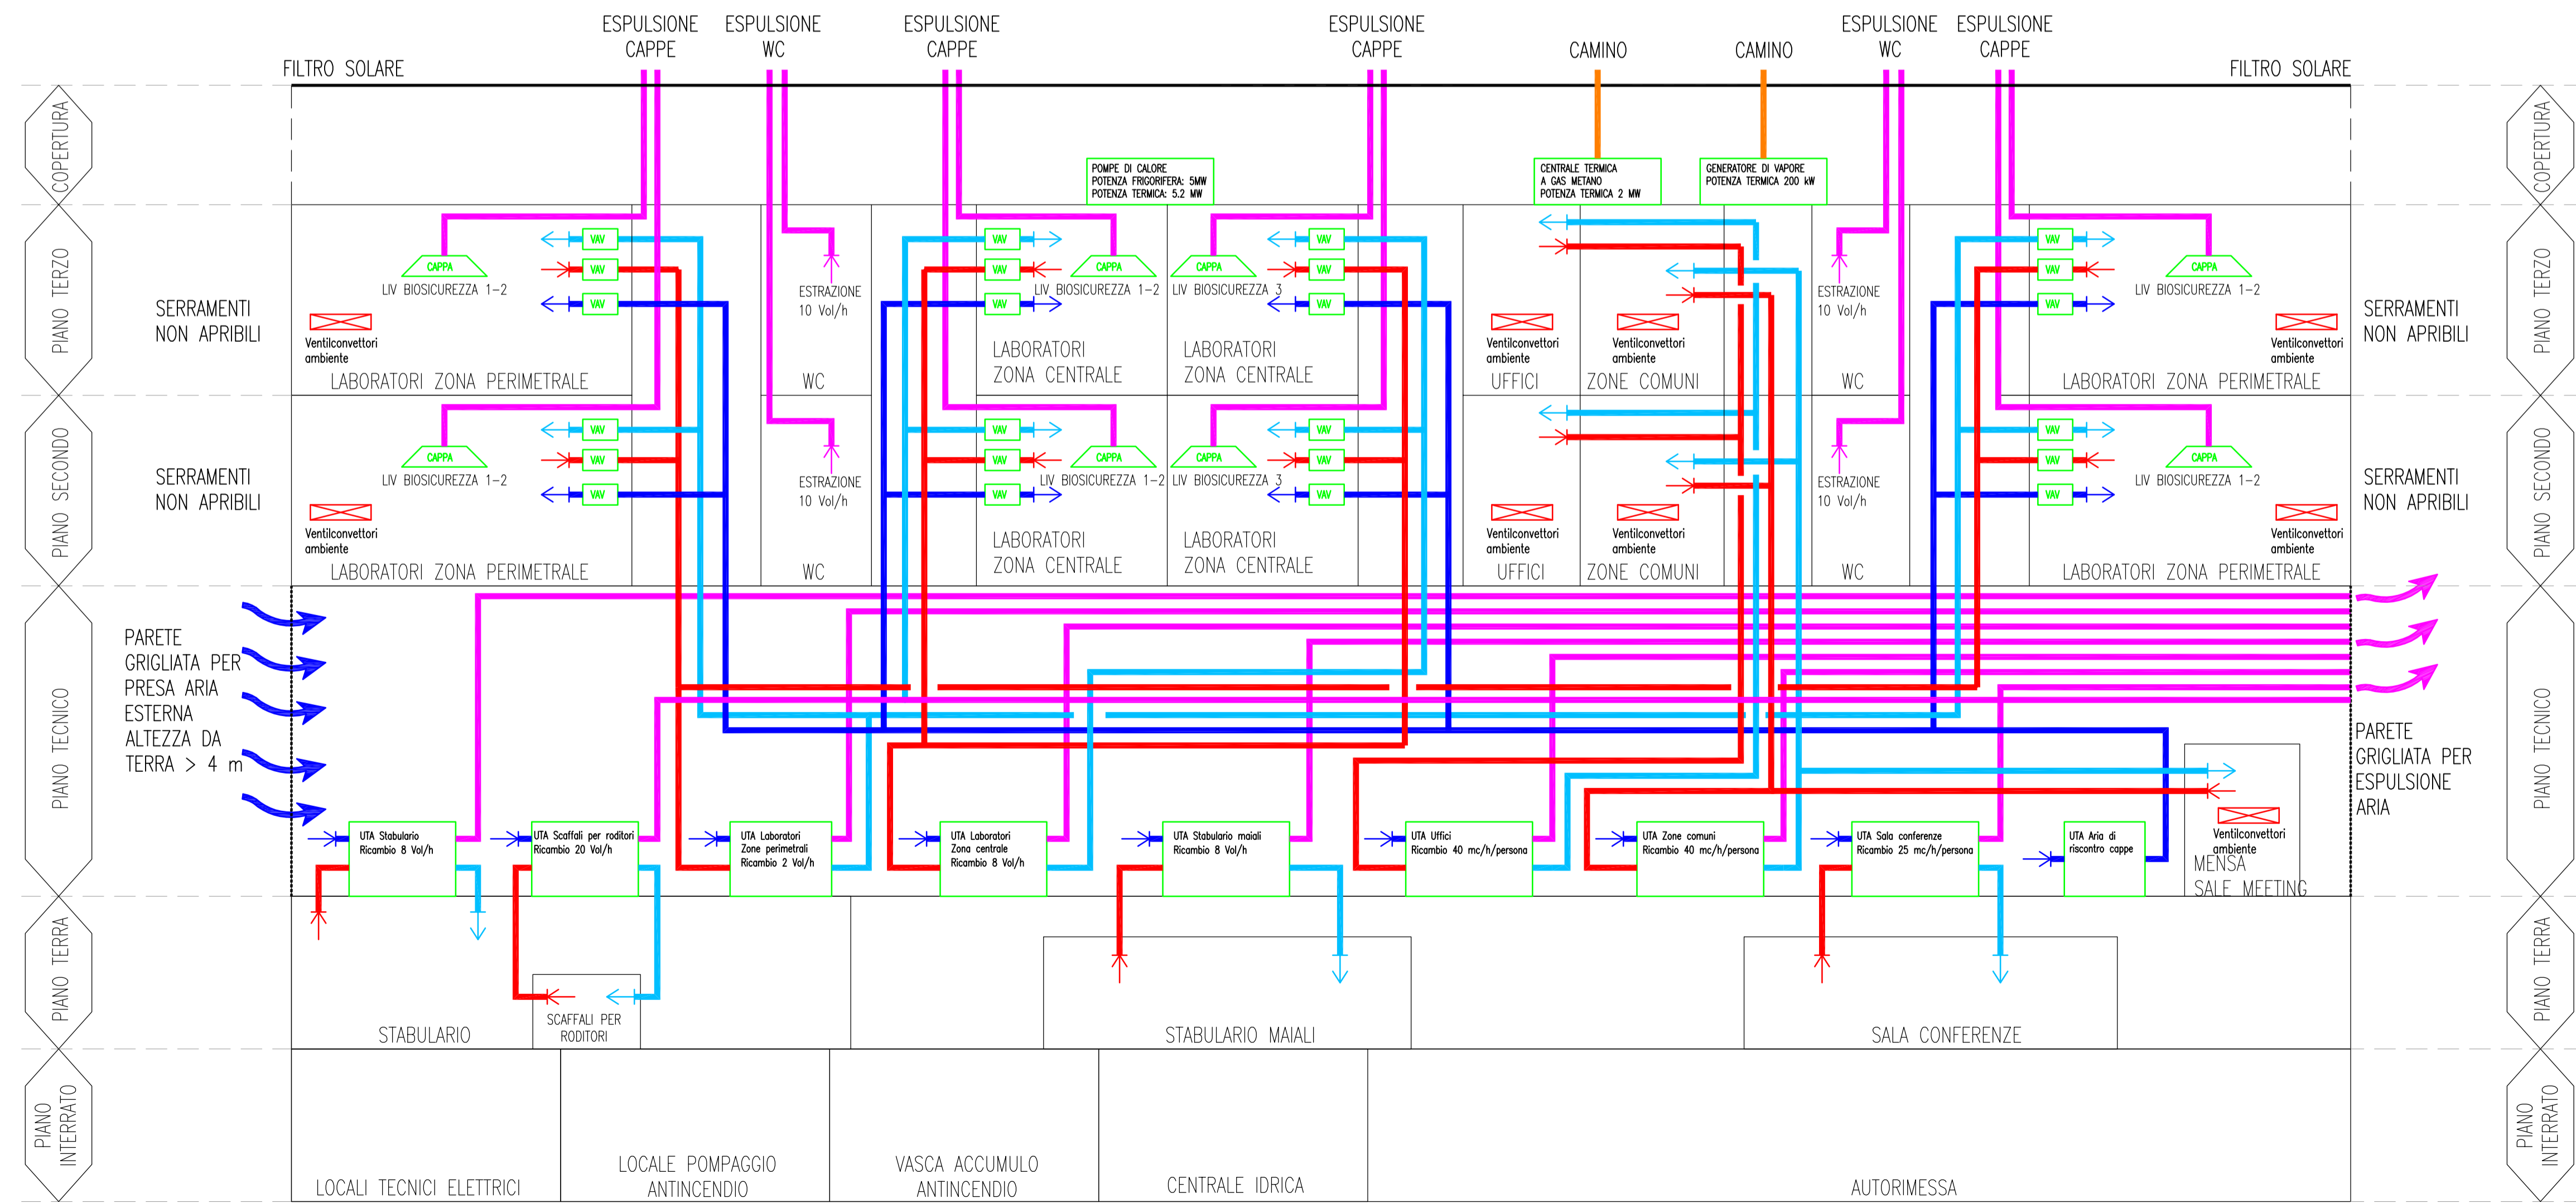 ESPULSIONE
CAPPE
ESPULSIONE
WC
ESPULSIONE
CAPPE
ESPULSIONE
CAPPE
CAMINO
CAMINO
ESPULSIONE
WC
ESPULSIONE
CAPPE
FILTRO SOLARE
FILTRO SOLARE
COPERTURA
COPERTURA
POMPE DI CALORE
POTENZA FRIGORIFERA: 5MW
POTENZA TERMICA: 5.2 MW
CENTRALE TERMICA
A GAS METANO
POTENZA TERMICA 2 MW
GENERATORE DI VAPORE
POTENZA TERMICA 200 kW
PIANO TERZO
SERRAMENTI
NON APRIBILI
CAPPA
LIV BIOSICUREZZA 1-2
VAV
VAV
VAV
Ventilconvettori
ambiente
LABORATORI ZONA PERIMETRALE
ESTRAZIONE
10 Vol/h
WC
VAV
VAV
VAV
CAPPA
LIV BIOSICUREZZA 1-2
LABORATORI
ZONA CENTRALE
CAPPA
LIV BIOSICUREZZA 3
VAV
VAV
VAV
LABORATORI
ZONA CENTRALE
Ventilconvettori
ambiente
UFFICI
Ventilconvettori
ambiente
ZONE COMUNI
ESTRAZIONE
10 Vol/h
WC
VAV
VAV
VAV
CAPPA
LIV BIOSICUREZZA 1-2
Ventilconvettori
ambiente
LABORATORI ZONA PERIMETRALE
SERRAMENTI
NON APRIBILI
PIANO TERZO
PIANO SECONDO
SERRAMENTI
NON APRIBILI
CAPPA
LIV BIOSICUREZZA 1-2
VAV
VAV
VAV
Ventilconvettori
ambiente
LABORATORI ZONA PERIMETRALE
ESTRAZIONE
10 Vol/h
WC
VAV
VAV
VAV
CAPPA
LIV BIOSICUREZZA 1-2
LABORATORI
ZONA CENTRALE
CAPPA
LIV BIOSICUREZZA 3
VAV
VAV
VAV
LABORATORI
ZONA CENTRALE
Ventilconvettori
ambiente
UFFICI
Ventilconvettori
ambiente
ZONE COMUNI
ESTRAZIONE
10 Vol/h
WC
VAV
VAV
VAV
CAPPA
LIV BIOSICUREZZA 1-2
Ventilconvettori
ambiente
LABORATORI ZONA PERIMETRALE
SERRAMENTI
NON APRIBILI
PIANO SECONDO
PIANO TECNICO
PARETE
GRIGLIATA PER
PRESA ARIA
ESTERNA
ALTEZZA DA
TERRA > 4 m
UTA Stabulario
Ricambio 8 Vol/h
UTA Scaffali per roditori
Ricambio 20 Vol/h
UTA Laboratori
Zone perimetrali
Ricambio 2 Vol/h
UTA Laboratori
Zona centrale
Ricambio 8 Vol/h
UTA Stabulario maiali
Ricambio 8 Vol/h
UTA Uffici
Ricambio 40 mc/h/persona
UTA Zone comuni
Ricambio 40 mc/h/persona
UTA Sala conferenze
Ricambio 25 mc/h/persona
UTA Aria di
riscontro cappe
Ventilconvettori
ambiente
MENSA
SALE MEETING
PARETE
GRIGLIATA PER
ESPULSIONE
ARIA
PIANO TECNICO
PIANO TERRA
STABULARIO
SCAFFALI PER
RODITORI
STABULARIO MAIALI
SALA CONFERENZE
PIANO TERRA
PIANO
INTERRATO
LOCALI TECNICI ELETTRICI
LOCALE POMPAGGIO
ANTINCENDIO
VASCA ACCUMULO
ANTINCENDIO
CENTRALE IDRICA
AUTORIMESSA
PIANO
INTERRATO